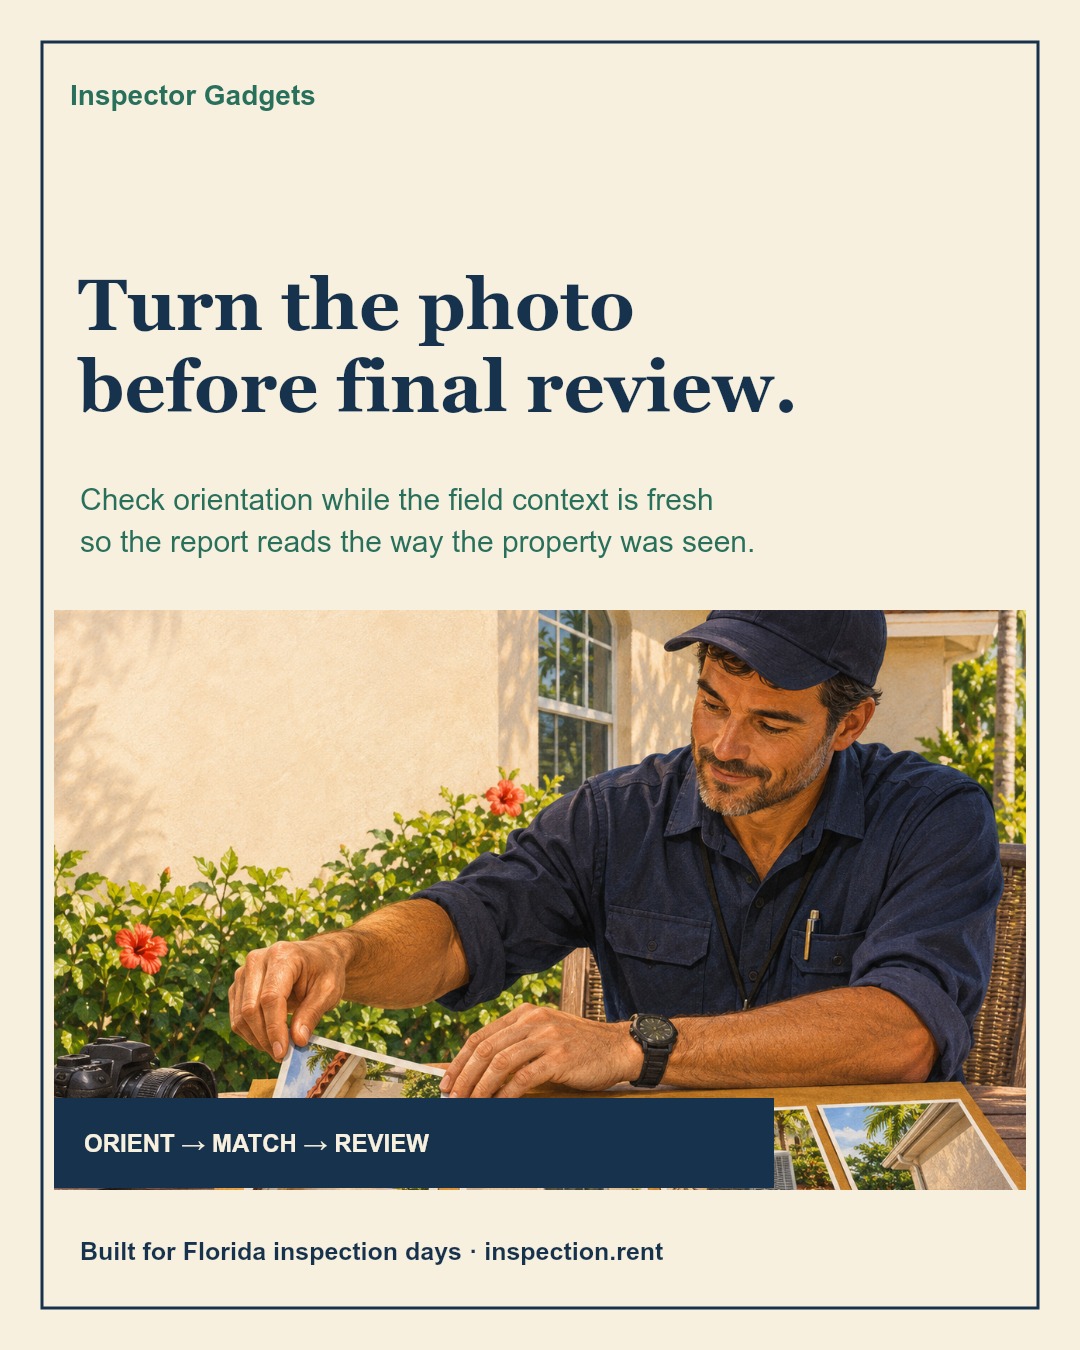 Inspector Gadgets
Turn the photo
before final review.
Check orientation while the field context is fresh
so the report reads the way the property was seen.
ORIENT → MATCH → REVIEW
Built for Florida inspection days · inspection.rent